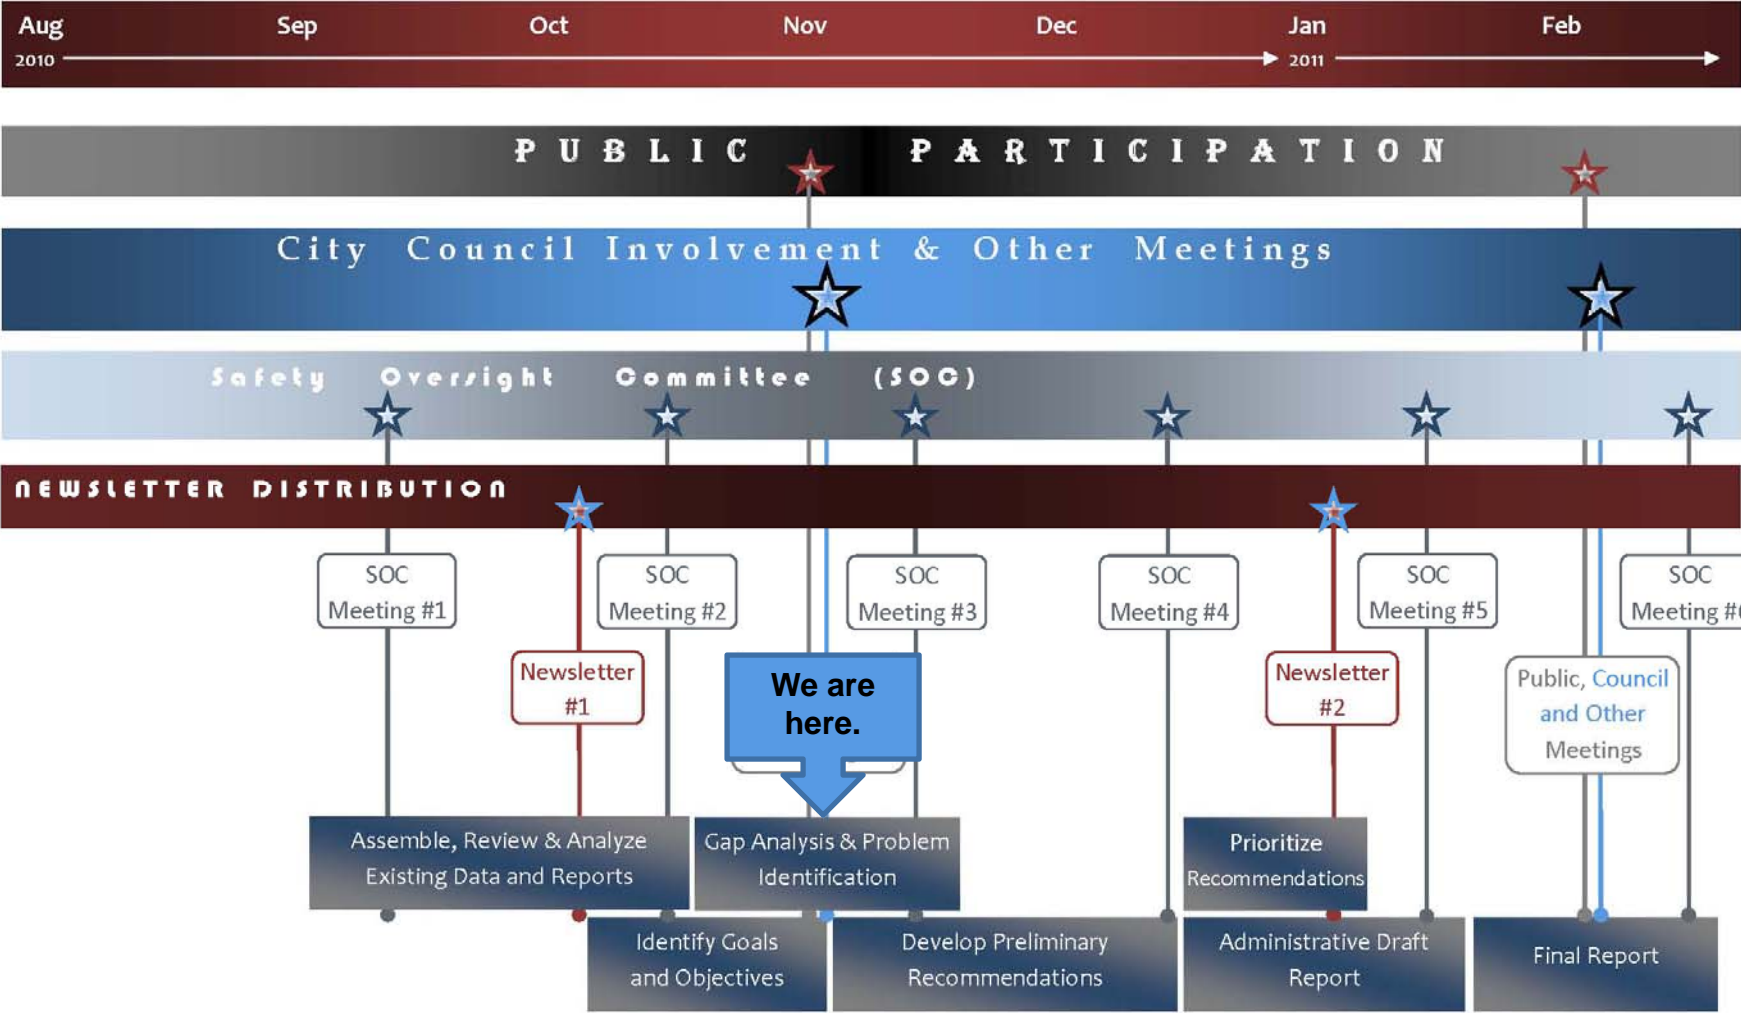 Aug Sep Oct Nov Dec Jan Feb
2010 2011
PUBLIC PARTICIPATION
City Council Involvement & Other Meetings
Safety Oversight Committee (SOC)
NEWSLETTER DISTRIBUTION
SOC
Meeting #1
SOC
Meeting #2
SOC
Meeting #3
SOC
Meeting #4
SOC
Meeting #5
SOC
Meeting #6
Newsletter
#1
We are
here.
Newsletter
#2
Public, Council
and Other
Meetings
Assemble, Review & Analyze
Existing Data and Reports
Gap Analysis & Problem
Identification
Prioritize
Recommendations
Identify Goals
and Objectives
Develop Preliminary
Recommendations
Administrative Draft
Report
Final Report